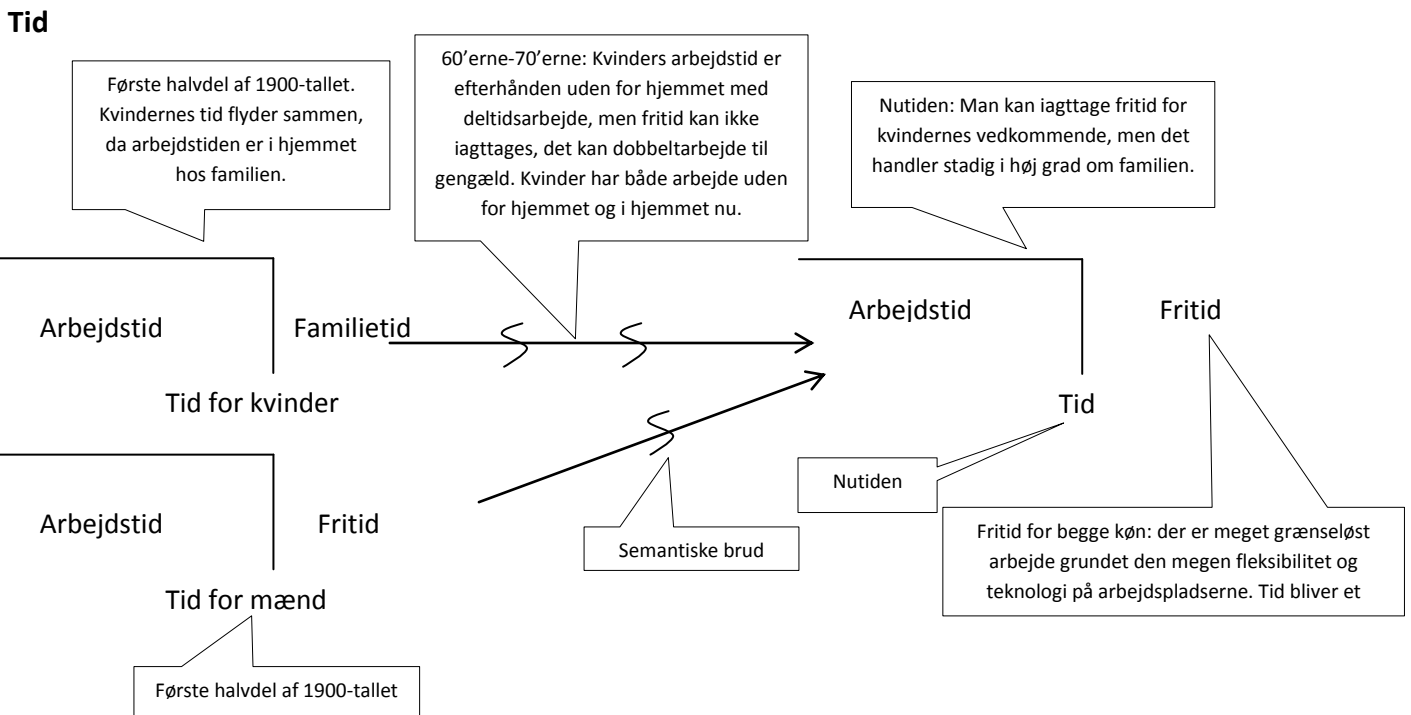 Tid
Første halvdel af 1900-tallet.
Kvindernes tid flyder sammen,
da arbejdstiden er i hjemmet
hos familien.
60’erne-70’erne: Kvinders arbejdstid er
efterhånden uden for hjemmet med
deltidsarbejde, men fritid kan ikke
iagttages, det kan dobbeltarbejde til
gengæld. Kvinder har både arbejde uden
for hjemmet og i hjemmet nu.
Nutiden: Man kan iagttage fritid for
kvindernes vedkommende, men det
handler stadig i høj grad om familien.
Arbejdstid
Familietid
Tid for kvinder
Arbejdstid
Fritid
Tid
Arbejdstid
Fritid
Tid for mænd
Første halvdel af 1900-tallet
Semantiske brud
Nutiden
Fritid for begge køn: der er meget grænseløst
arbejde grundet den megen fleksibilitet og
teknologi på arbejdspladserne. Tid bliver et